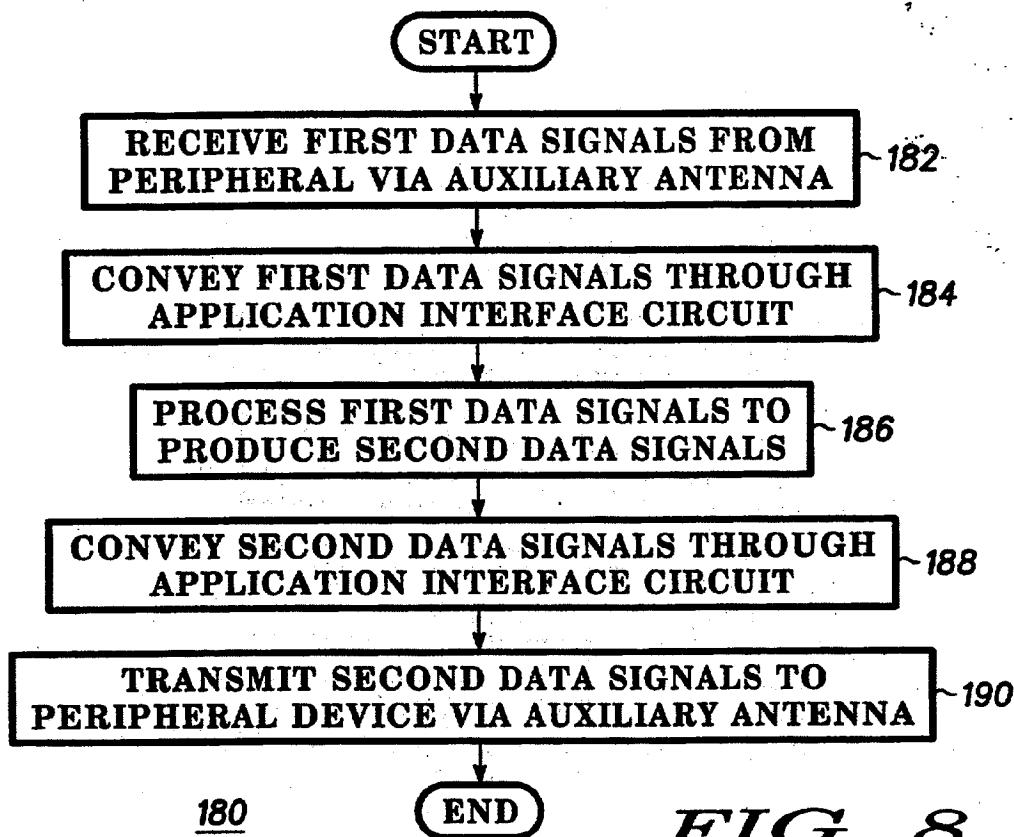 START
RECEIVE FIRST DATA SIGNALS FROM
PERIPHERAL VIA AUXILIARY ANTENNA
182
CONVEY FIRST DATA SIGNALS THROUGH
APPLICATION INTERFACE CIRCUIT
184
PROCESS FIRST DATA SIGNALS TO
PRODUCE SECOND DATA SIGNALS
186
CONVEY SECOND DATA SIGNALS THROUGH
APPLICATION INTERFACE CIRCUIT
188
TRANSMIT SECOND DATA SIGNALS TO
PERIPHERAL DEVICE VIA AUXILIARY ANTENNA
190
END
180
FIG. 8